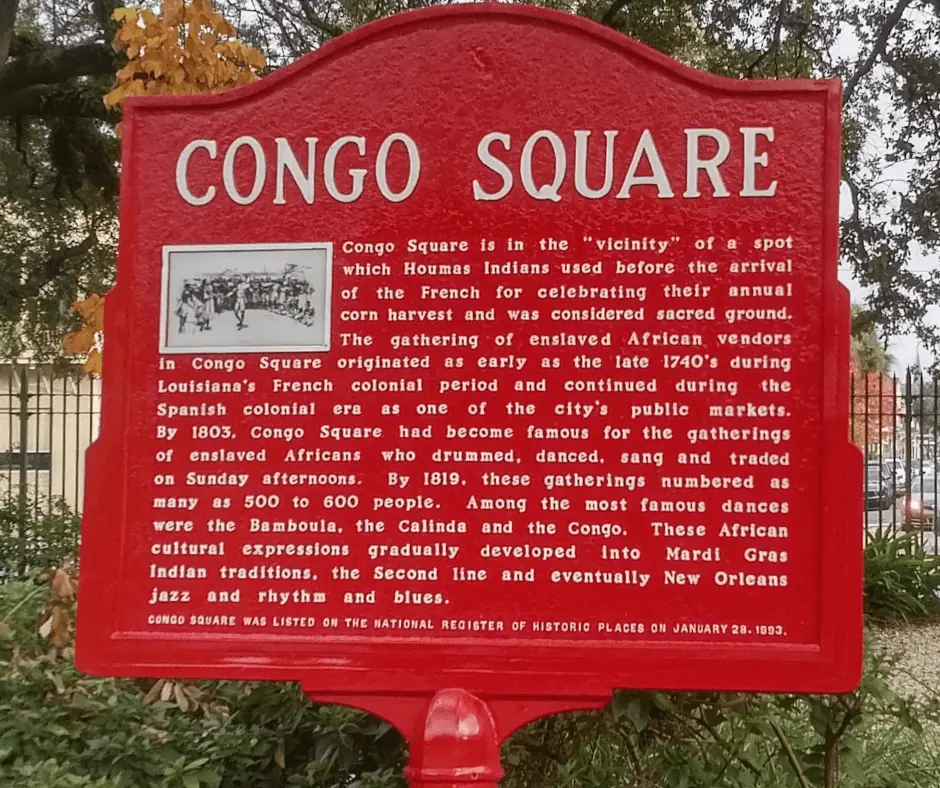 CONGO SQUARE
Congo Square is in the "vicinity" of a spot
which Houmas Indians used before the arrival
of the French for celebrating their annual
corn harvest and was considered sacred ground.
The gathering of enslaved African vendors
in Congo Square originated as early as the late 1740's during
Louisiana's French colonial period and continued during the
Spanish colonial era as one of the city's public markets.
By 1803, Congo Square had become famous for the gatherings
of enslaved Africans who drummed, danced, sang and traded
on Sunday afternoons. By 1819, these gatherings numbered as
many as 500 to 600 people. Among the most famous dances
were the Bamboula, the Calinda and the Congo. These African
cultural expressions gradually developed into Mardi Gras
Indian traditions, the Second line and eventually New Orleans
jazz and rhythm and blues.
CONGO SQUARE WAS LISTED ON THE NATIONAL REGISTER OF HISTORIC PLACES ON JANUARY 28, 1993.